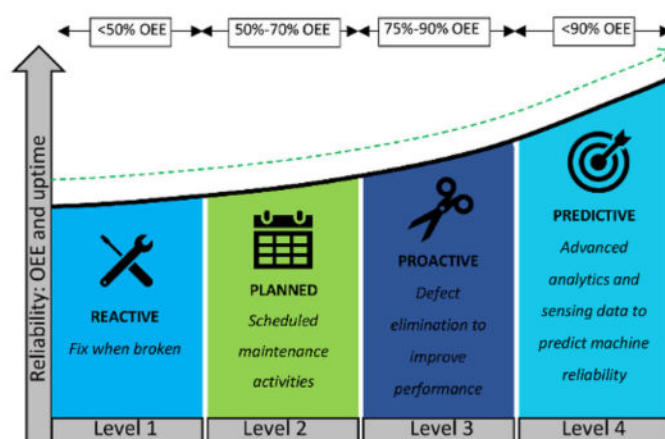 <50% OEE
50%-70% OEE
75%-90% OEE
<90% OEE
Reliability: OEE and uptime
REACTIVE
Fix when broken
PLANNED
Scheduled
maintenance
activities
PROACTIVE
Defect
elimination to
improve
performance
PREDICTIVE
Advanced
analytics and
sensing data to
predict machine
reliability
Level 1
Level 2
Level 3
Level 4